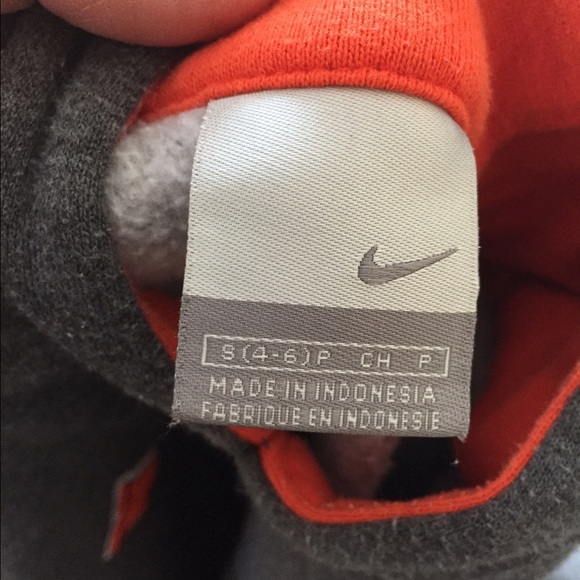 S(4-6)P CH P
MADE IN INDONESIA
FABRIQUE EN INDONESIE